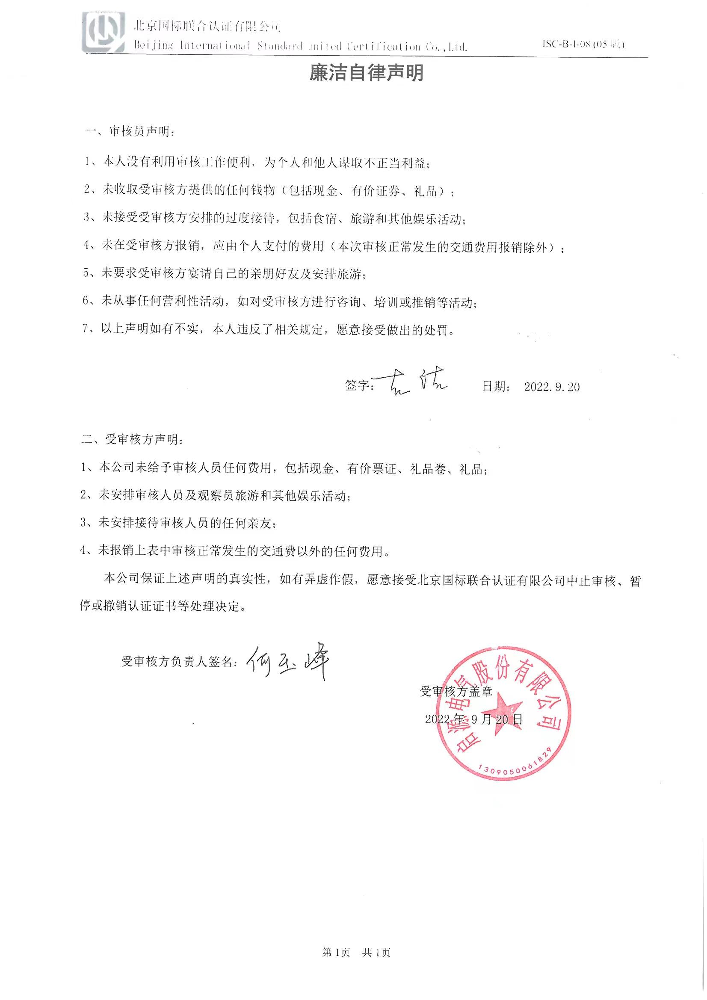 北京国标联合认证有限公司
Beijing International Standard united Certification Co.,Ltd.
ISC-B-I-08(05版)
廉洁自律声明
一、审核员声明：
1、本人没有利用审核工作便利，为个人和他人谋取不正当利益；
2、未收取受审核方提供的任何钱物（包括现金、有价证券、礼品）；
3、未接受受审核方安排的过度接待，包括食宿、旅游和其他娱乐活动；
4、未在受审核方报销，应由个人支付的费用（本次审核正常发生的交通费用报销除外）；
5、未要求受审核方宴请自己的亲朋好友及安排旅游；
6、未从事任何营利性活动，如对受审核方进行咨询、培训或推销等活动；
7、以上声明如有不实，本人违反了相关规定，愿意接受做出的处罚。
签字： 日期： 2022.9.20
二、受审核方声明：
1、本公司未给予审核人员任何费用，包括现金、有价票证、礼品卷、礼品；
2、未安排审核人员及观察员旅游和其他娱乐活动；
3、未安排接待审核人员的任何亲友；
4、未报销上表中审核正常发生的交通费以外的任何费用。
本公司保证上述声明的真实性，如有弄虚作假，愿意接受北京国标联合认证有限公司中止审核、暂
停或撤销认证证书等处理决定。
受审核方负责人签名：何玉峰
启源电气股份有限公司
受审核方盖章
2022年9月20日
1309050061829
第1页 共1页